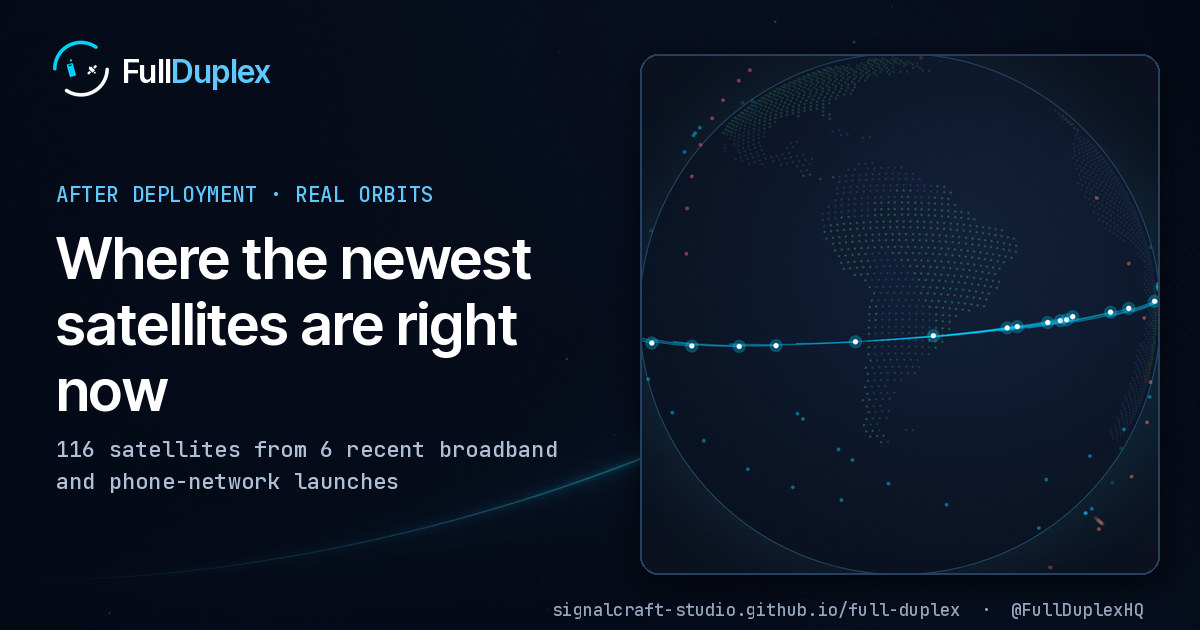 FullDuplex
AFTER DEPLOYMENT · REAL ORBITS
Where the newest
satellites are right
now
116 satellites from 6 recent broadband
and phone-network launches
signalcraft-studio.github.io/full-duplex · @FullDuplexHQ